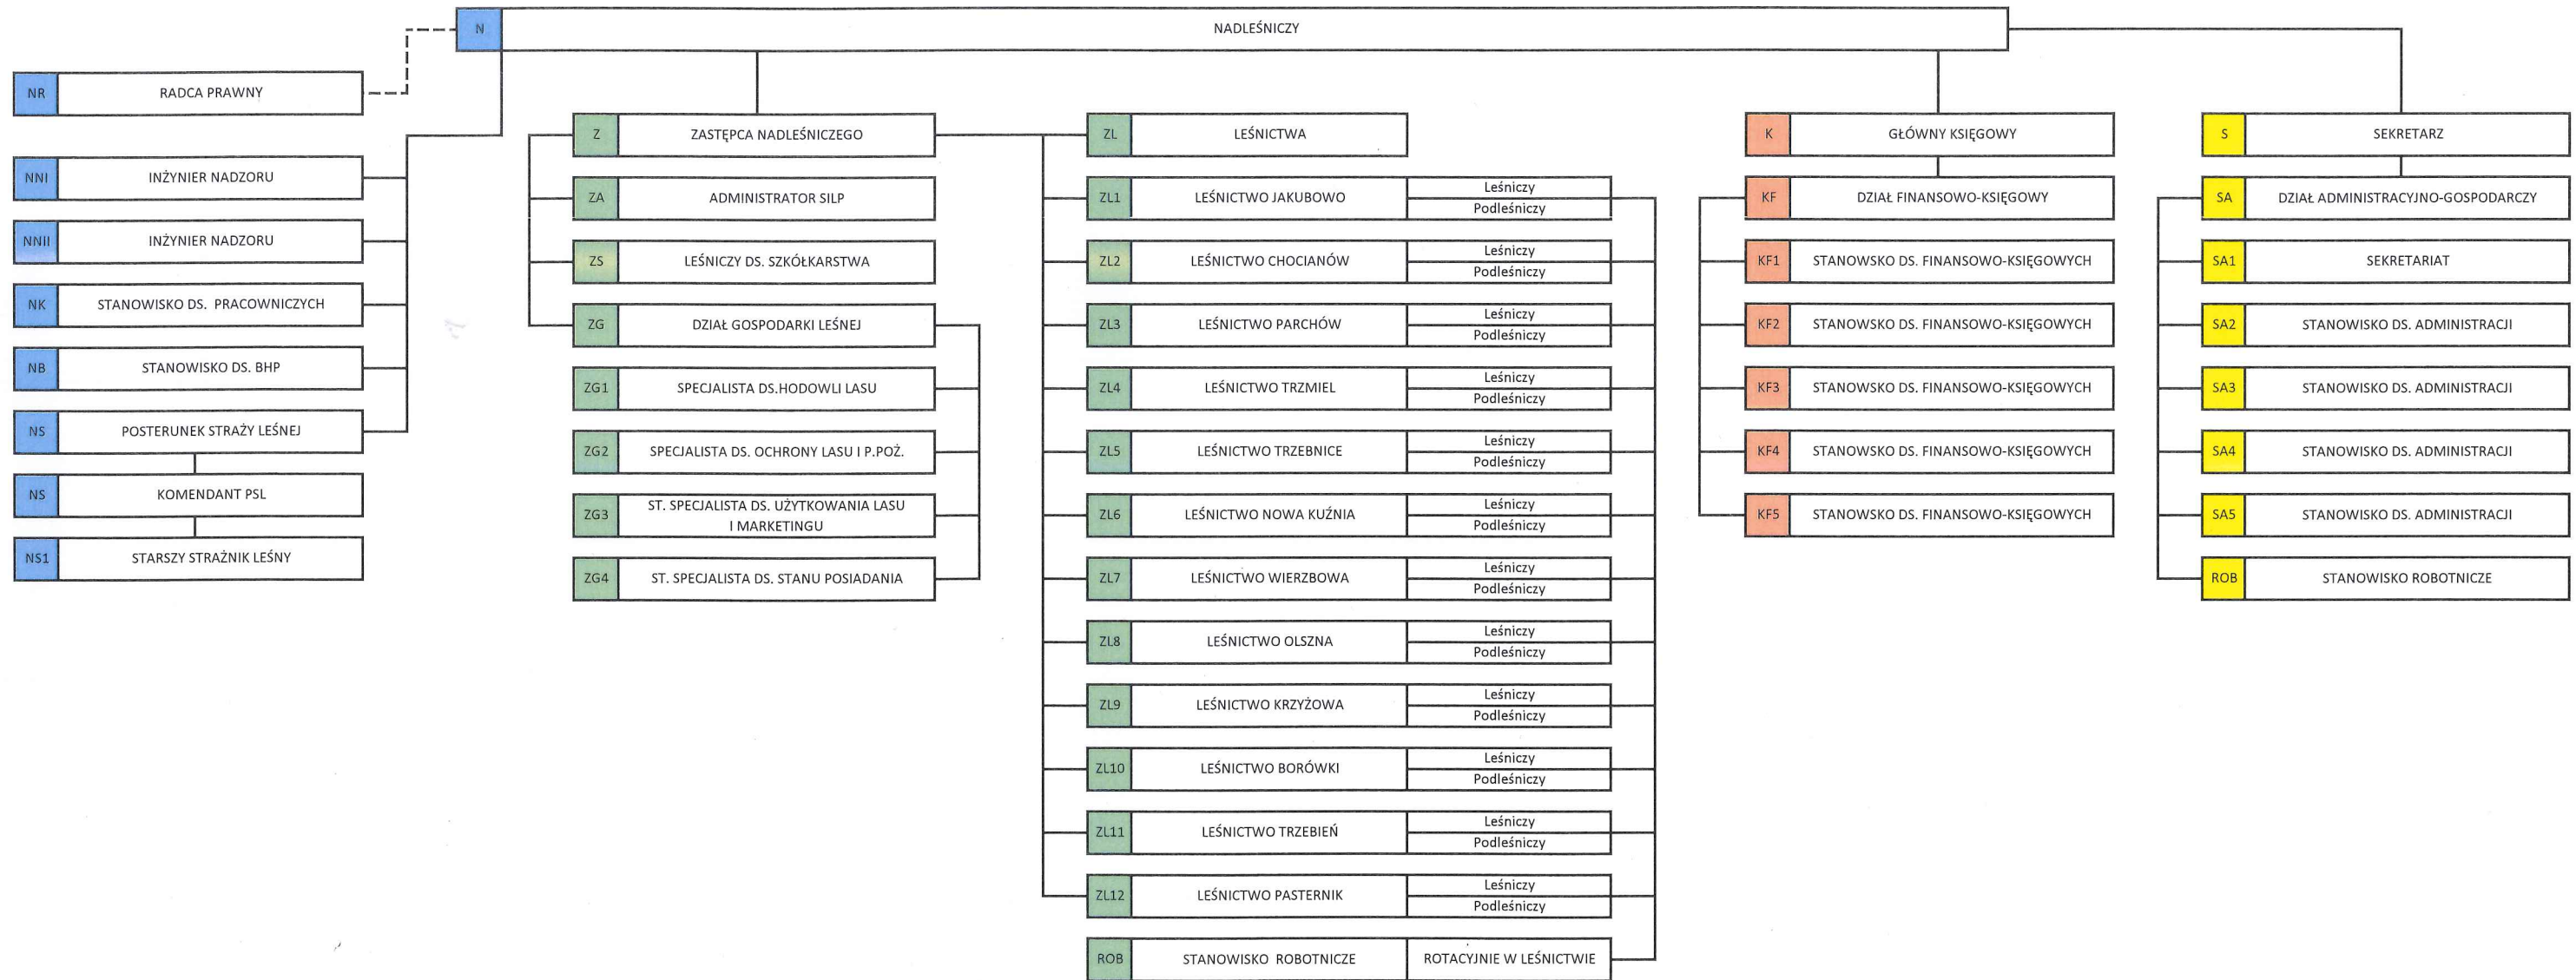 N NADLEŚNICZY
NR RADCA PRAWNY
NNI INŻYNIER NADZORU
NNII INŻYNIER NADZORU
NK STANOWISKO DS. PRACOWNICZYCH
NB STANOWISKO DS. BHP
NS POSTERUNEK STRAŻY LEŚNEJ
NS KOMENDANT PSL
NS1 STARSZY STRAŻNIK LEŚNY
Z ZASTĘPCA NADLEŚNICZEGO
ZA ADMINISTRATOR SILP
ZS LEŚNICZY DS. SZKÓŁKARSTWA
ZG DZIAŁ GOSPODARKI LEŚNEJ
ZG1 SPECJALISTA DS.HODOWLI LASU
ZG2 SPECJALISTA DS. OCHRONY LASU I P.POŻ.
ZG3 ST. SPECJALISTA DS. UŻYTKOWANIA LASU
I MARKETINGU
ZG4 ST. SPECJALISTA DS. STANU POSIADANIA
ZL LEŚNICTWA
ZL1 LEŚNICTWO JAKUBOWO
Leśniczy
Podleśniczy
ZL2 LEŚNICTWO CHOCIANÓW
Leśniczy
Podleśniczy
ZL3 LEŚNICTWO PARCHÓW
Leśniczy
Podleśniczy
ZL4 LEŚNICTWO TRZMIEL
Leśniczy
Podleśniczy
ZL5 LEŚNICTWO TRZEBNICE
Leśniczy
Podleśniczy
ZL6 LEŚNICTWO NOWA KUŹNIA
Leśniczy
Podleśniczy
ZL7 LEŚNICTWO WIERZBOWA
Leśniczy
Podleśniczy
ZL8 LEŚNICTWO OLSZNA
Leśniczy
Podleśniczy
ZL9 LEŚNICTWO KRZYŻOWA
Leśniczy
Podleśniczy
ZL10 LEŚNICTWO BORÓWKI
Leśniczy
Podleśniczy
ZL11 LEŚNICTWO TRZEBIEŃ
Leśniczy
Podleśniczy
ZL12 LEŚNICTWO PASTERNIK
Leśniczy
Podleśniczy
ROB STANOWISKO ROBOTNICZE ROTACYJNIE W LEŚNICTWIE
K GŁÓWNY KSIĘGOWY
KF DZIAŁ FINANSOWO-KSIĘGOWY
KF1 STANOWSKO DS. FINANSOWO-KSIĘGOWYCH
KF2 STANOWSKO DS. FINANSOWO-KSIĘGOWYCH
KF3 STANOWSKO DS. FINANSOWO-KSIĘGOWYCH
KF4 STANOWSKO DS. FINANSOWO-KSIĘGOWYCH
KF5 STANOWSKO DS. FINANSOWO-KSIĘGOWYCH
S SEKRETARZ
SA DZIAŁ ADMINISTRACYJNO-GOSPODARCZY
SA1 SEKRETARIAT
SA2 STANOWISKO DS. ADMINISTRACJI
SA3 STANOWISKO DS. ADMINISTRACJI
SA4 STANOWISKO DS. ADMINISTRACJI
SA5 STANOWISKO DS. ADMINISTRACJI
ROB STANOWISKO ROBOTNICZE